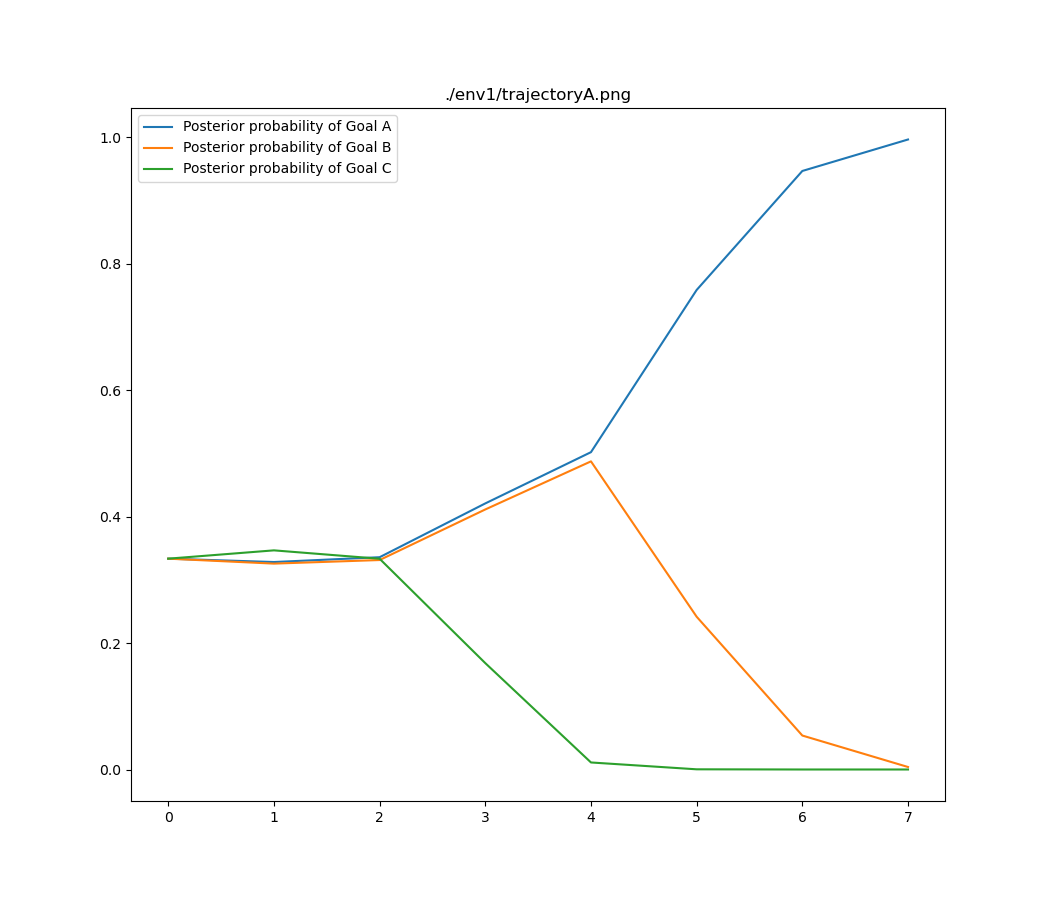 ./env1/trajectoryA.png
Posterior probability of Goal A
Posterior probability of Goal B
Posterior probability of Goal C
1.0
0.8
0.6
0.4
0.2
0.0
0 1 2 3 4 5 6 7